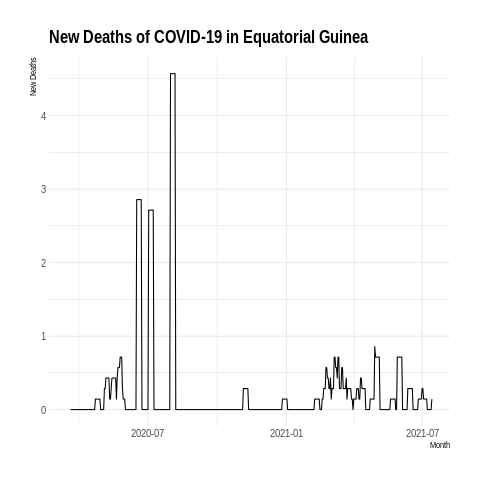 New Deaths of COVID-19 in Equatorial Guinea
New Deaths
4
3
2
1
0
2020-07
2021-01
2021-07
Month